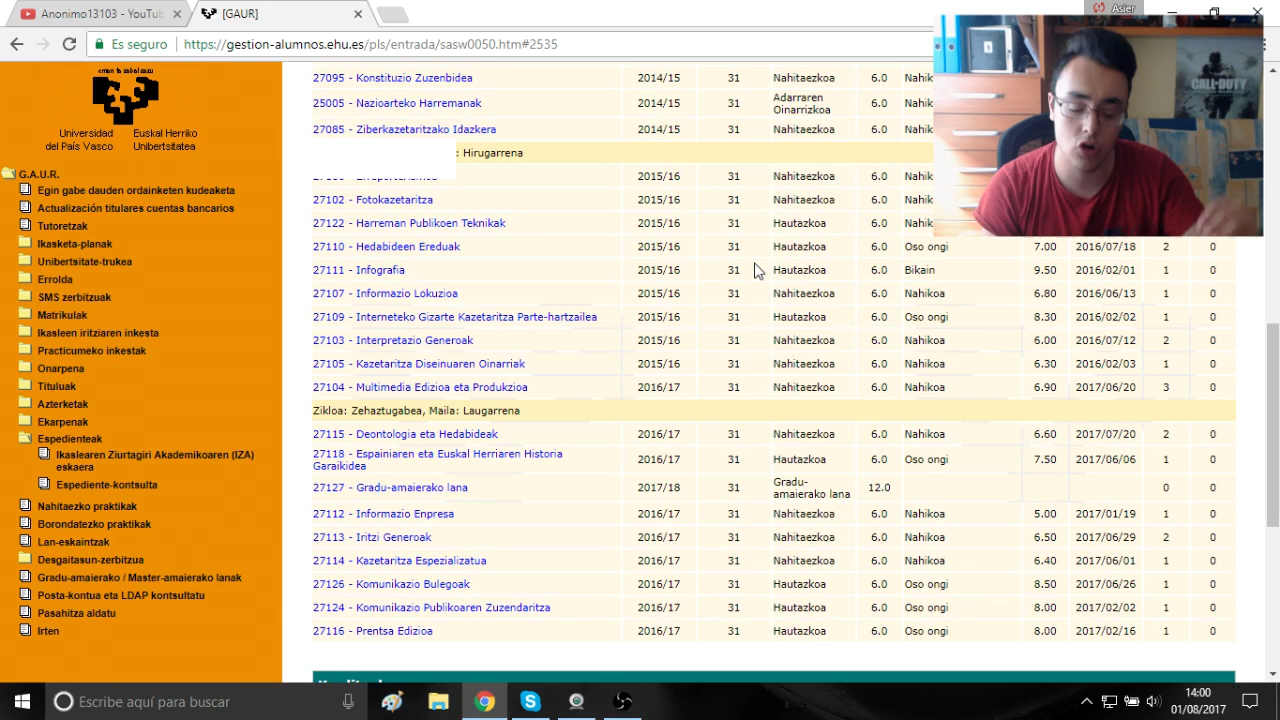 Anonimo13103 - YouTub
[GAUR]
Asier
Es seguro
https://gestion-alumnos.ehu.es/pls/entrada/sasw0050.htm#2535
CALL·DUTY
eman ta zabal zazu
Universidad del País Vasco
Euskal Herriko Unibertsitatea
G.A.U.R.
Egin gabe dauden ordainketen kudeaketa
Actualización titulares cuentas bancarios
Tutoretzak
Ikasketa-planak
Unibertsitate-trukea
Errolda
SMS zerbitzuak
Matrikulak
Ikasleen iritziaren inkesta
Practicumeko inkestak
Onarpena
Tituluak
Azterketak
Ekarpenak
Espedienteak
Ikaslearen Ziurtagiri Akademikoaren (IZA)
eskaera
Espediente-kontsulta
Nahitaezko praktikak
Borondatezko praktikak
Lan-eskaintzak
Desgaitasun-zerbitzua
Gradu-amaierako / Master-amaierako lanak
Posta-kontua eta LDAP kontsultatu
Pasahitza aldatu
Irten
27095 - Konstituzio Zuzenbidea 2014/15 31 Nahitaezkoa 6.0 Nahik
25005 - Nazioarteko Harremanak 2014/15 31 Adarraren Oinarrizkoa 6.0 Nahik
27085 - Ziberkazetaritzako Idazkera 2014/15 31 Nahitaezkoa 6.0 Nahik
: Hirugarrena
2015/16 31 Nahitaezkoa 6.0 Nahik
27102 - Fotokazetaritza 2015/16 31 Nahitaezkoa 6.0 Nahik
27122 - Harreman Publikoen Teknikak 2015/16 31 Hautazkoa 6.0 Nahik
27110 - Hedabideen Ereduak 2015/16 31 Hautazkoa 6.0 Oso ongi 7.00 2016/07/18 2 0
27111 - Infografia 2015/16 31 Hautazkoa 6.0 Bikain 9.50 2016/02/01 1 0
27107 - Informazio Lokuzioa 2015/16 31 Nahitaezkoa 6.0 Nahikoa 6.80 2016/06/13 1 0
27109 - Interneteko Gizarte Kazetaritza Parte-hartzailea 2015/16 31 Hautazkoa 6.0 Oso ongi 8.30 2016/02/02 1 0
27103 - Interpretazio Generoak 2015/16 31 Nahitaezkoa 6.0 Nahikoa 6.00 2016/07/12 2 0
27105 - Kazetaritza Diseinuaren Oinarriak 2015/16 31 Nahitaezkoa 6.0 Nahikoa 6.30 2016/02/03 1 0
27104 - Multimedia Edizioa eta Produkzioa 2016/17 31 Nahitaezkoa 6.0 Nahikoa 6.90 2017/06/20 3 0
Zikloa: Zehaztugabea, Maila: Laugarrena
27115 - Deontologia eta Hedabideak 2016/17 31 Nahitaezkoa 6.0 Nahikoa 6.60 2017/07/20 2 0
27118 - Espainiaren eta Euskal Herriaren Historia Garaikidea 2016/17 31 Hautazkoa 6.0 Oso ongi 7.50 2017/06/06 1 0
27127 - Gradu-amaierako lana 2017/18 31 Gradu-amaierako lana 12.0 0 0
27112 - Informazio Enpresa 2016/17 31 Nahitaezkoa 6.0 Nahikoa 5.00 2017/01/19 1 0
27113 - Iritzi Generoak 2016/17 31 Nahitaezkoa 6.0 Nahikoa 6.50 2017/06/29 2 0
27114 - Kazetaritza Espezializatua 2016/17 31 Nahitaezkoa 6.0 Nahikoa 6.40 2017/06/01 1 0
27126 - Komunikazio Bulegoak 2016/17 31 Hautazkoa 6.0 Oso ongi 8.50 2017/06/26 1 0
27124 - Komunikazio Publikoaren Zuzendaritza 2016/17 31 Hautazkoa 6.0 Oso ongi 8.00 2017/02/02 1 0
27116 - Prentsa Edizioa 2016/17 31 Hautazkoa 6.0 Oso ongi 8.00 2017/02/16 1 0
Escribe aquí para buscar
14:00
01/08/2017